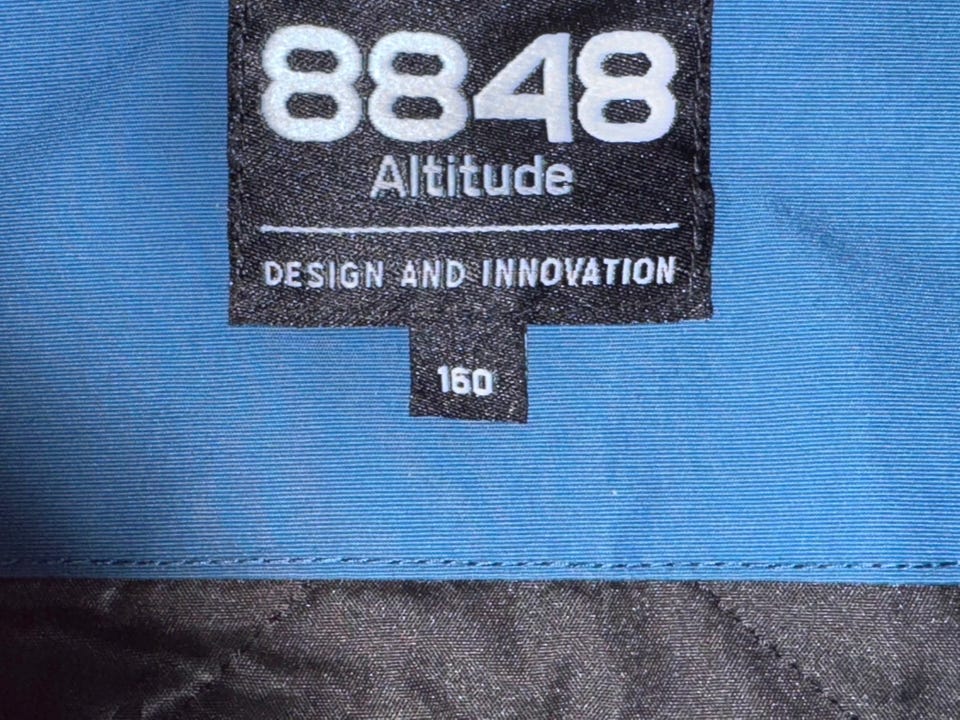 8848
Altitude
DESIGN AND INNOVATION
160